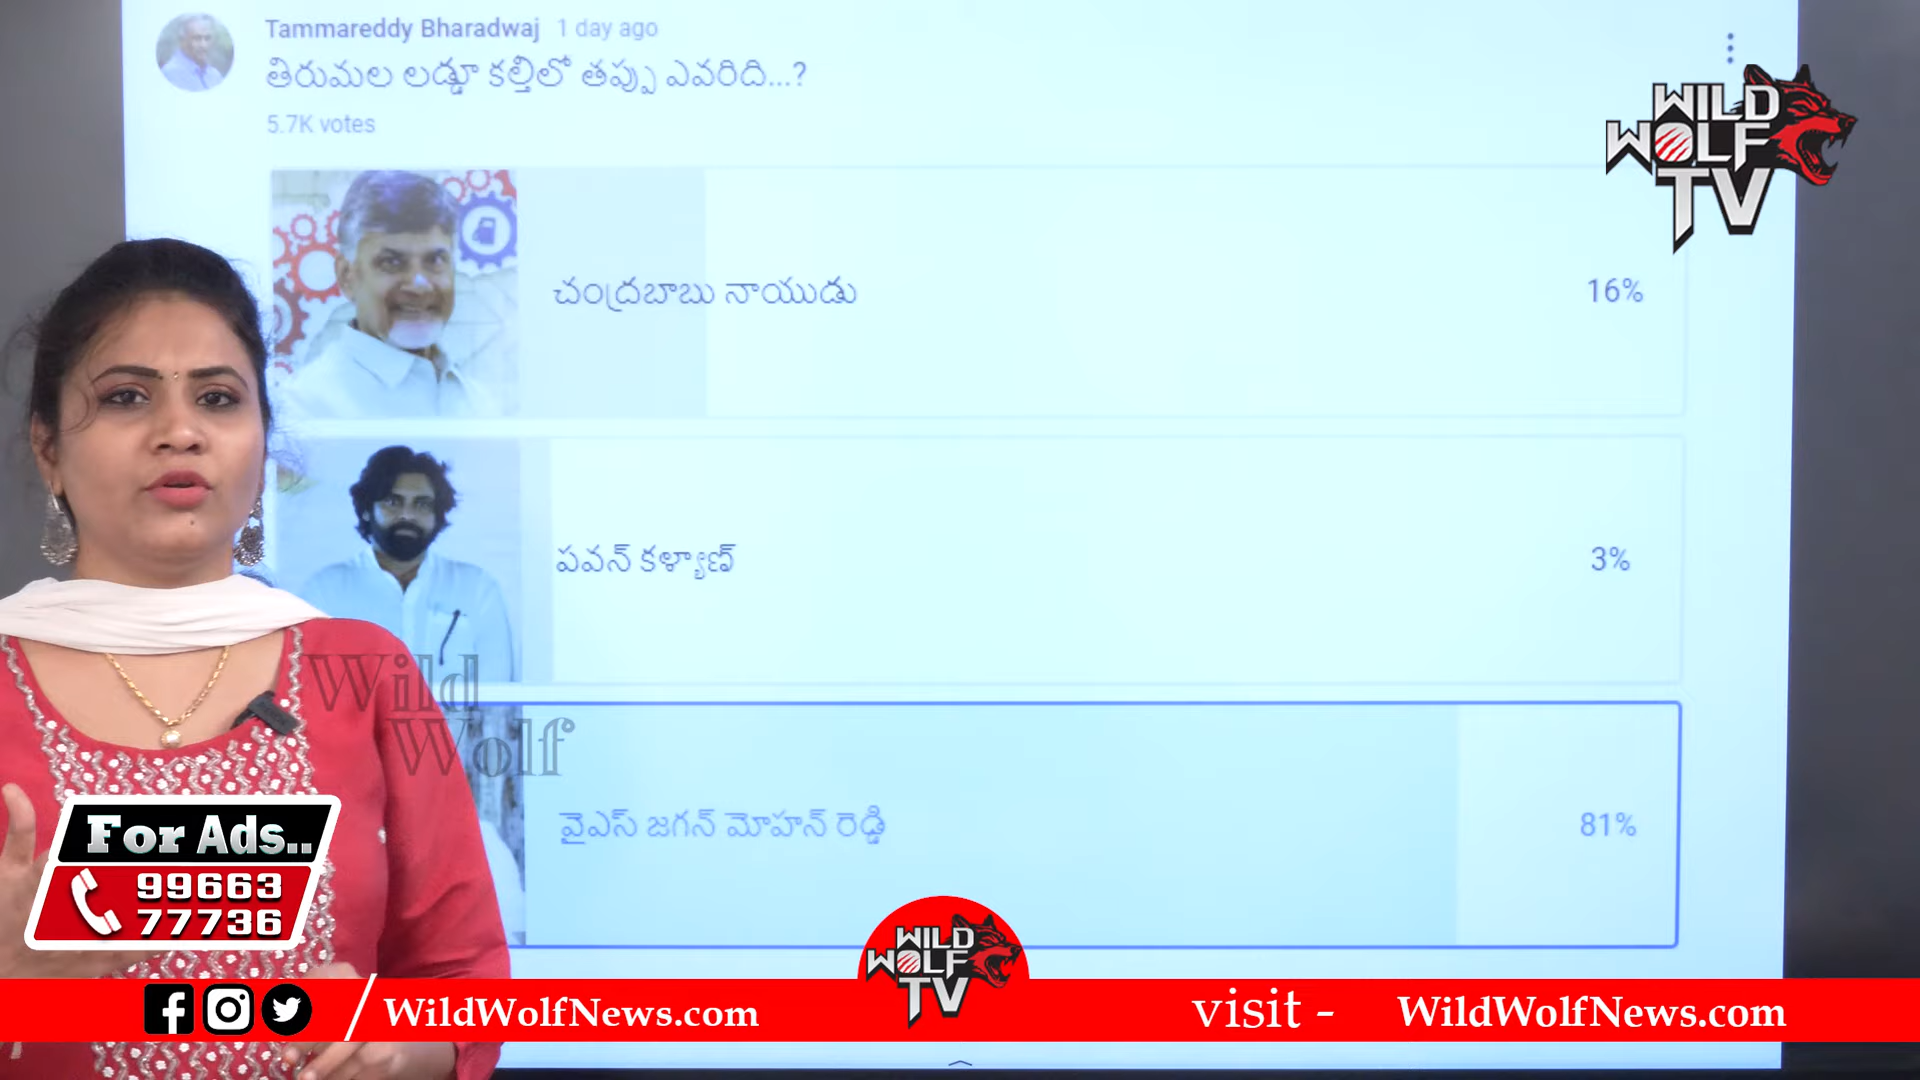 Tammareddy Bharadwaj 1 day ago
తిరుమల లడ్డూ కల్తీలో తప్పు ఎవరిది...?
5.7K votes
WILD
WOLF
TV
చంద్రబాబు నాయుడు 16%
పవన్ కళ్యాణ్ 3%
Wild
Wolf
వైఎస్ జగన్ మోహన్ రెడ్డి 81%
For Ads..
99663
77736
WILD
WOLF
TV
WildWolfNews.com
visit - WildWolfNews.com